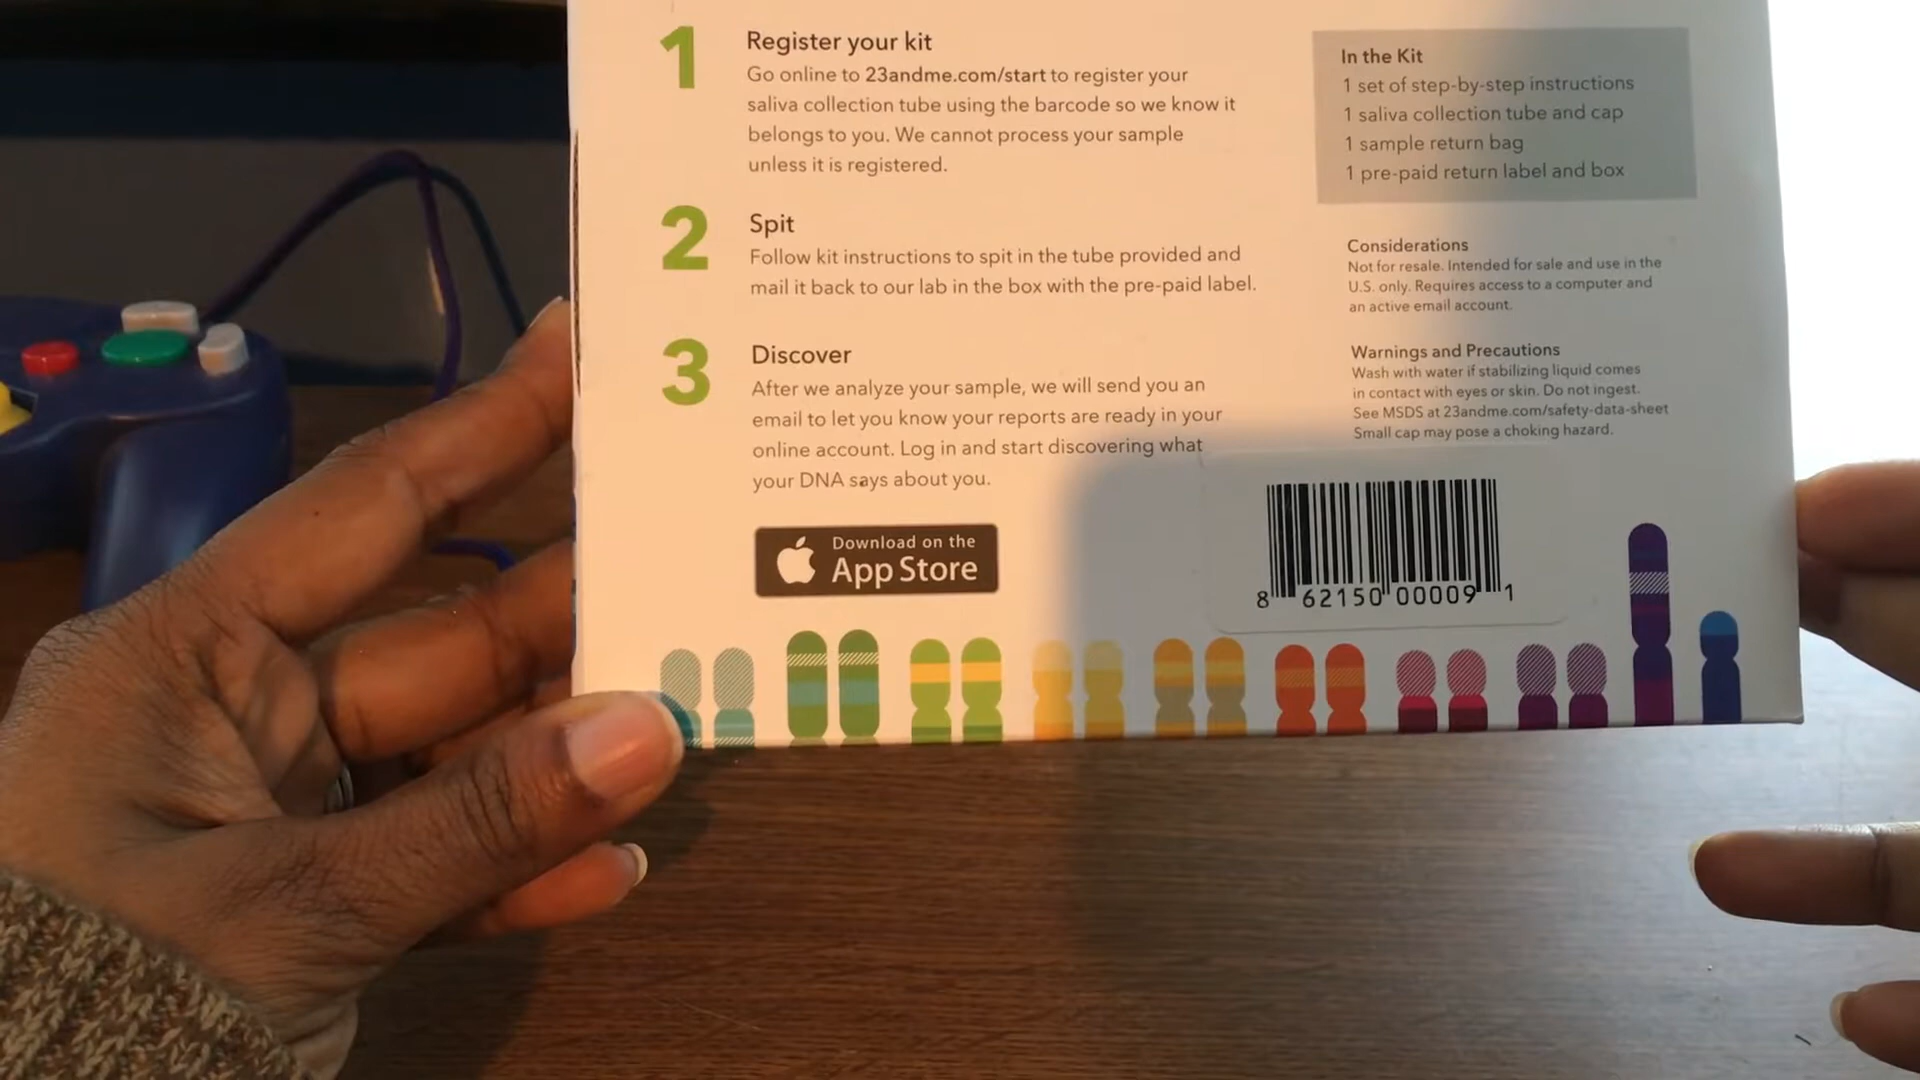 1
Register your kit
Go online to 23andme.com/start to register your
saliva collection tube using the barcode so we know it
belongs to you. We cannot process your sample
unless it is registered.
2
Spit
Follow kit instructions to spit in the tube provided and
mail it back to our lab in the box with the pre-paid label.
3
Discover
After we analyze your sample, we will send you an
email to let you know your reports are ready in your
online account. Log in and start discovering what
your DNA says about you.
Download on the
App Store
In the Kit
1 set of step-by-step instructions
1 saliva collection tube and cap
1 sample return bag
1 pre-paid return label and box
Considerations
Not for resale. Intended for sale and use in the
U.S. only. Requires access to a computer and
an active email account.
Warnings and Precautions
Wash with water if stabilizing liquid comes
in contact with eyes or skin. Do not ingest.
See MSDS at 23andme.com/safety-data-sheet
Small cap may pose a choking hazard.
8 62150 00009 1